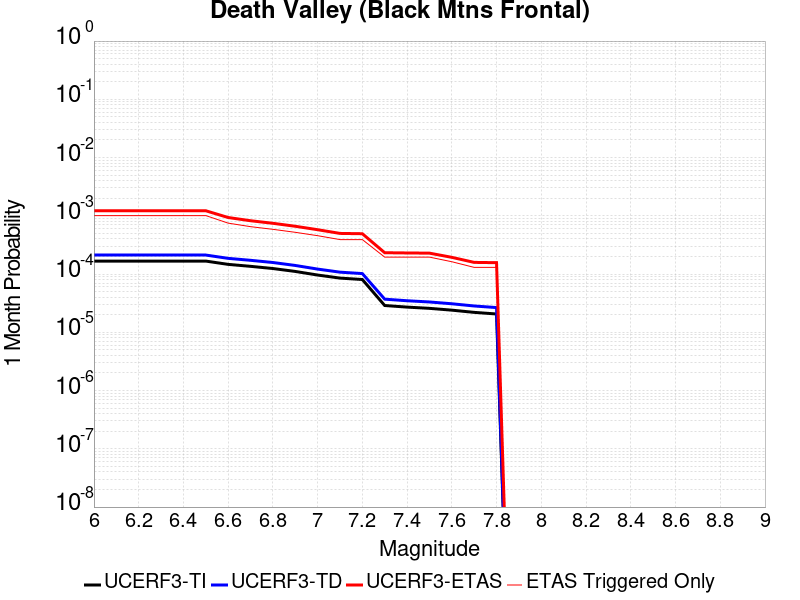 Death Valley (Black Mtns Frontal)
10^0
10^-1
10^-2
10^-3
10^-4
10^-5
10^-6
10^-7
10^-8
1 Month Probability
6 6.2 6.4 6.6 6.8 7 7.2 7.4 7.6 7.8 8 8.2 8.4 8.6 8.8 9
Magnitude
UCERF3-TI UCERF3-TD UCERF3-ETAS ETAS Triggered Only